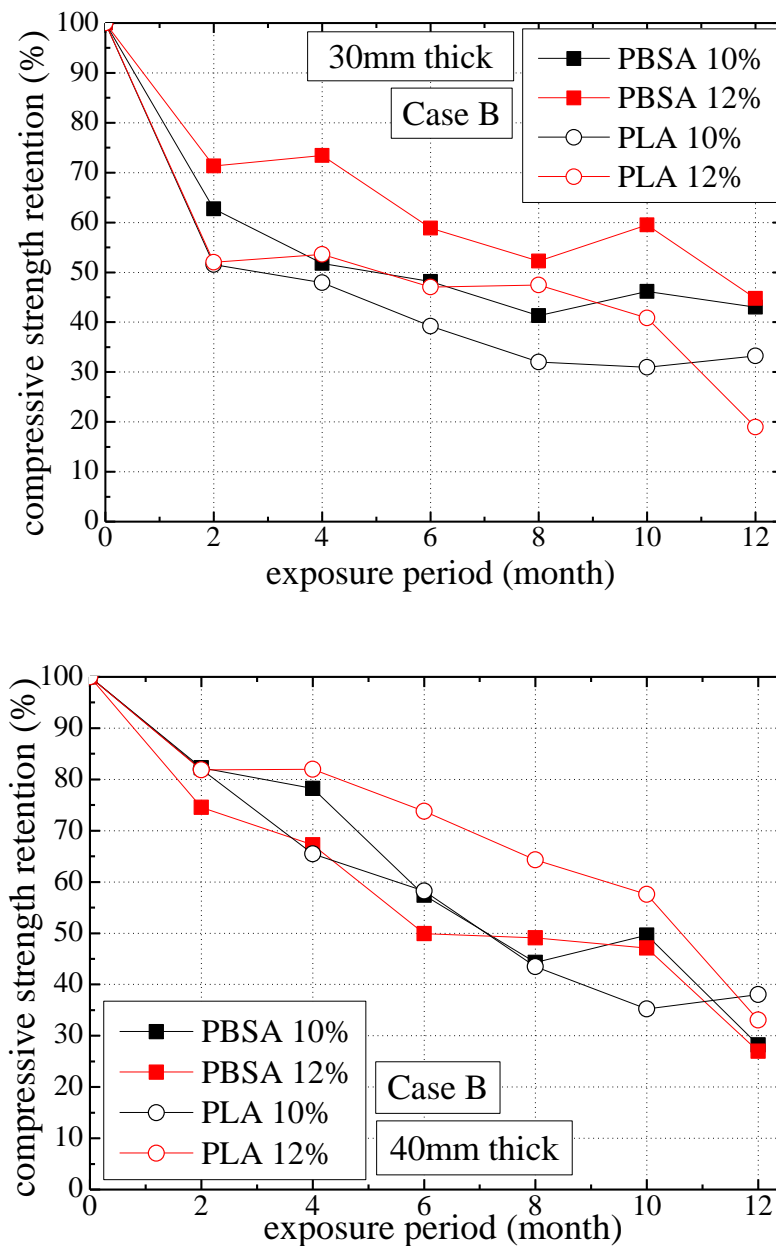 compressive strength retention (%)
100
90
80
70
60
50
40
30
20
10
0
30mm thick
Case B
PBSA 10%
PBSA 12%
PLA 10%
PLA 12%
0 2 4 6 8 10 12
exposure period (month)
compressive strength retention (%)
100
90
80
70
60
50
40
30
20
10
0
PBSA 10%
PBSA 12%
PLA 10%
PLA 12%
Case B
40mm thick
0 2 4 6 8 10 12
exposure period (month)